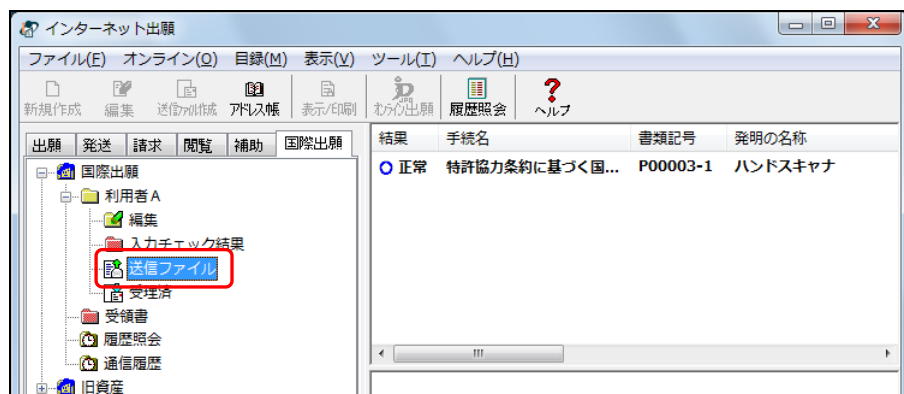 インターネット出願
ファイル(F) オンライン(O) 目録(M) 表示(V) ツール(T) ヘルプ(H)
新規作成 編集 送信ファイル作成 アドレス帳 表示/印刷 オンライン出願 履歴照会 ヘルプ
出願 発送 請求 閲覧 補助 国際出願
結果 手続名 書類記号 発明の名称
正常 特許協力条約に基づく国... P00003-1 ハンドスキャナ
国際出願
利用者A
編集
入力チェック結果
送信ファイル
受理済
受領書
履歴照会
通信履歴
旧資産